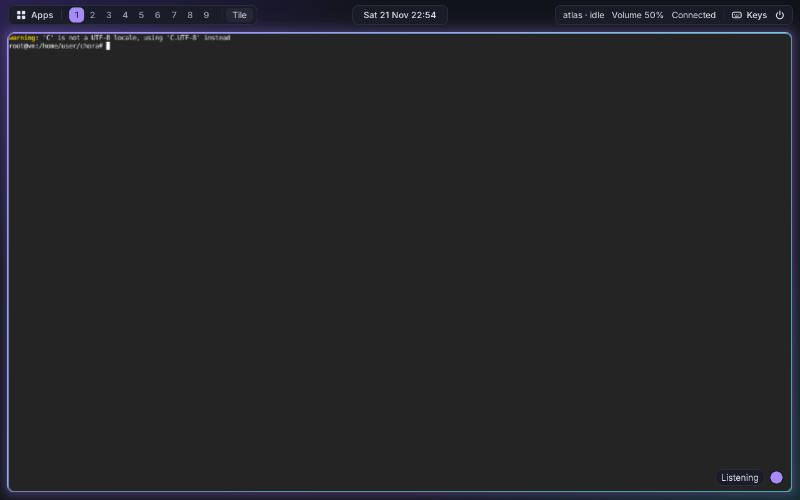 Apps 1 2 3 4 5 6 7 8 9 Tile Sat 21 Nov 22:54 atlas · idle Volume 50% Connected Keys
warning: 'C' is not a UTF-8 locale, using 'C.UTF-8' instead
root@vm:/home/user/chora#
Listening